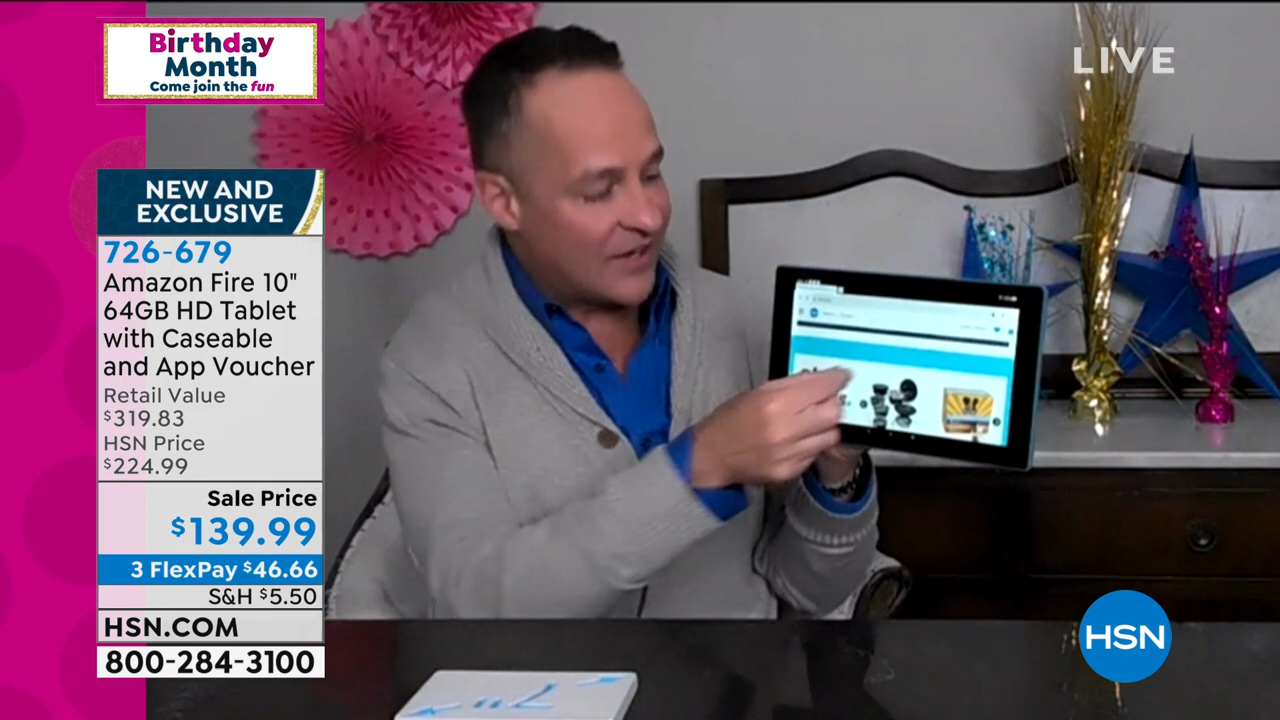 Birthday
Month
Come join the fun
LIVE
NEW AND
EXCLUSIVE
726-679
Amazon Fire 10"
64GB HD Tablet
with Caseable
and App Voucher
Retail Value
$319.83
HSN Price
$224.99
Sale Price
$139.99
3 FlexPay $46.66
S&H $5.50
HSN.COM
800-284-3100
HSN